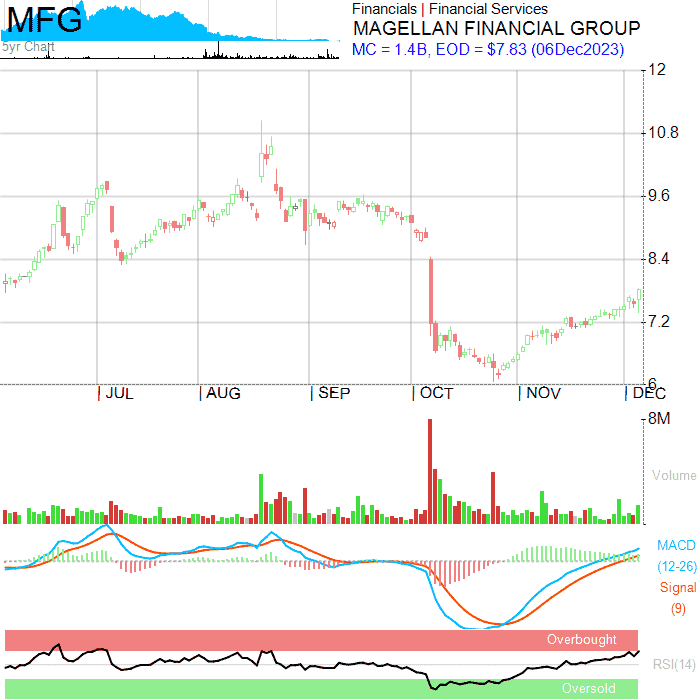 MFG
5yr Chart
Financials | Financial Services
MAGELLAN FINANCIAL GROUP
MC = 1.4B, EOD = $7.83 (06Dec2023)
12
10.8
9.6
8.4
7.2
6
JUL AUG SEP OCT NOV DEC
8M
Volume
MACD
(12-26)
Signal
(9)
Overbought
RSI(14)
Oversold